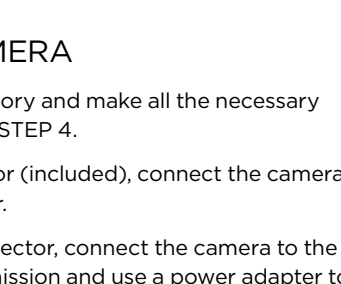 MERA
ory and make all the necessary
STEP 4.
or (included), connect the camera
r.
ector, connect the camera to the
ission and use a power adapter to